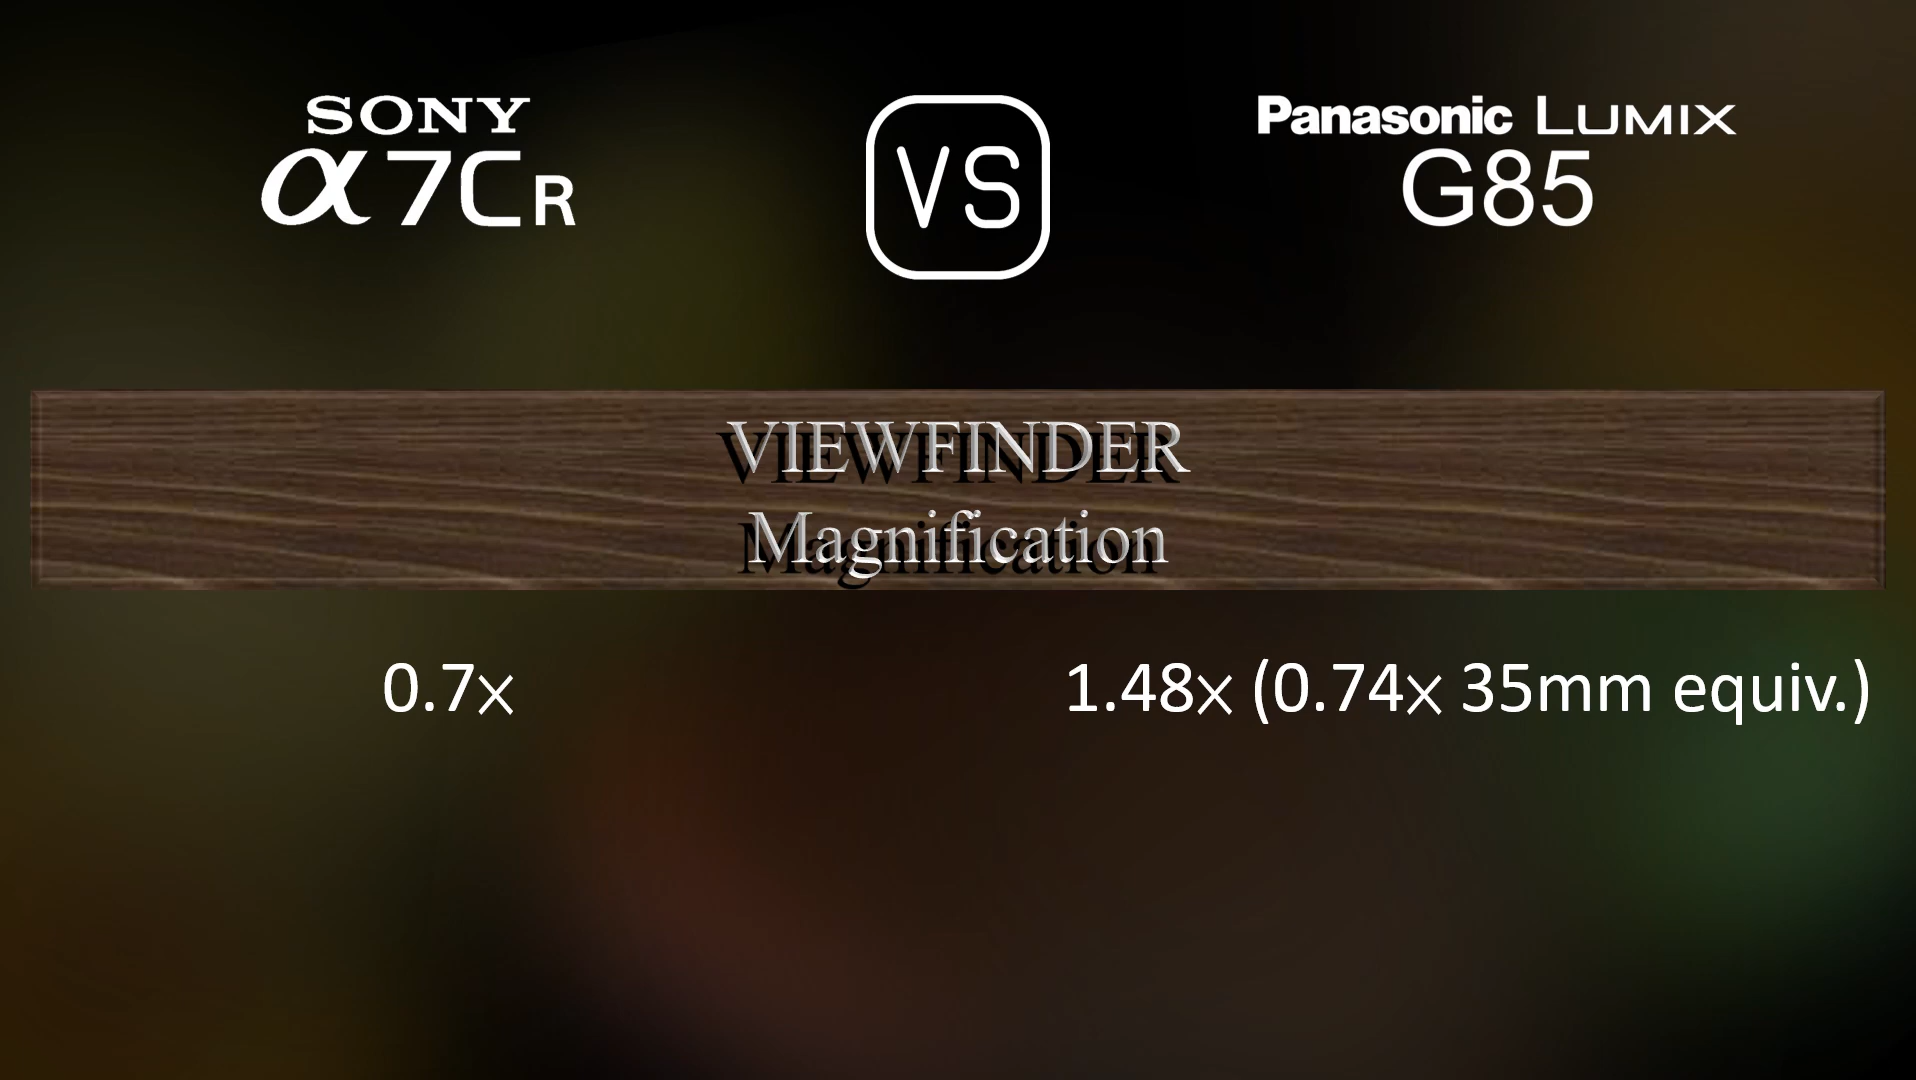 SONY
α7CR
VS
Panasonic LUMIX
G85
VIEWFINDER
Magnification
0.7x
1.48x (0.74x 35mm equiv.)